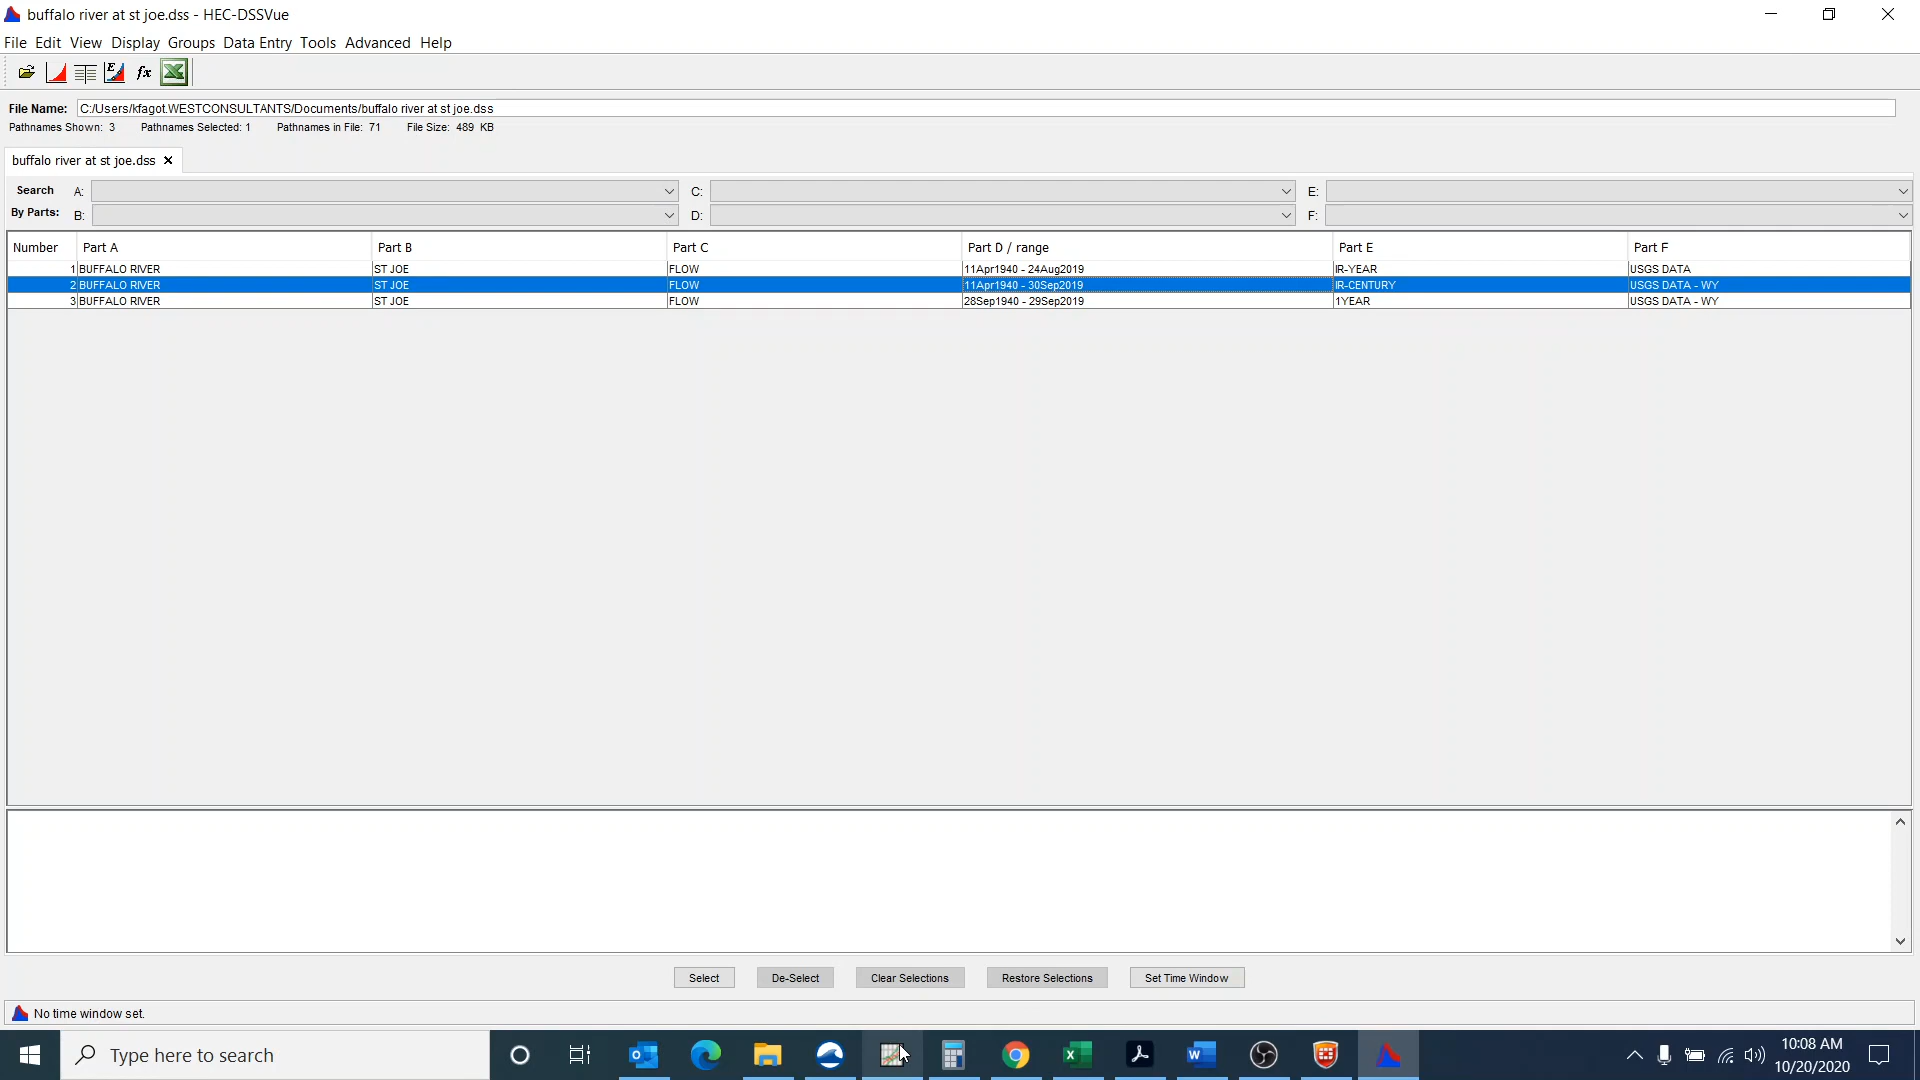 buffalo river at st joe.dss - HEC-DSSVue
File Edit View Display Groups Data Entry Tools Advanced Help
E fx
File Name: C:/Users/kfagot.WESTCONSULTANTS/Documents/buffalo river at st joe.dss
Pathnames Shown: 3 Pathnames Selected: 1 Pathnames in File: 71 File Size: 489 KB
buffalo river at st joe.dss
Search A: C: E:
By Parts: B: D: F:
Number Part A Part B Part C Part D / range Part E Part F
1 BUFFALO RIVER ST JOE FLOW 11Apr1940 - 24Aug2019 IR-YEAR USGS DATA
2 BUFFALO RIVER ST JOE FLOW 11Apr1940 - 30Sep2019 IR-CENTURY USGS DATA - WY
3 BUFFALO RIVER ST JOE FLOW 28Sep1940 - 29Sep2019 1YEAR USGS DATA - WY
Select De-Select Clear Selections Restore Selections Set Time Window
No time window set.
Type here to search
10:08 AM
10/20/2020